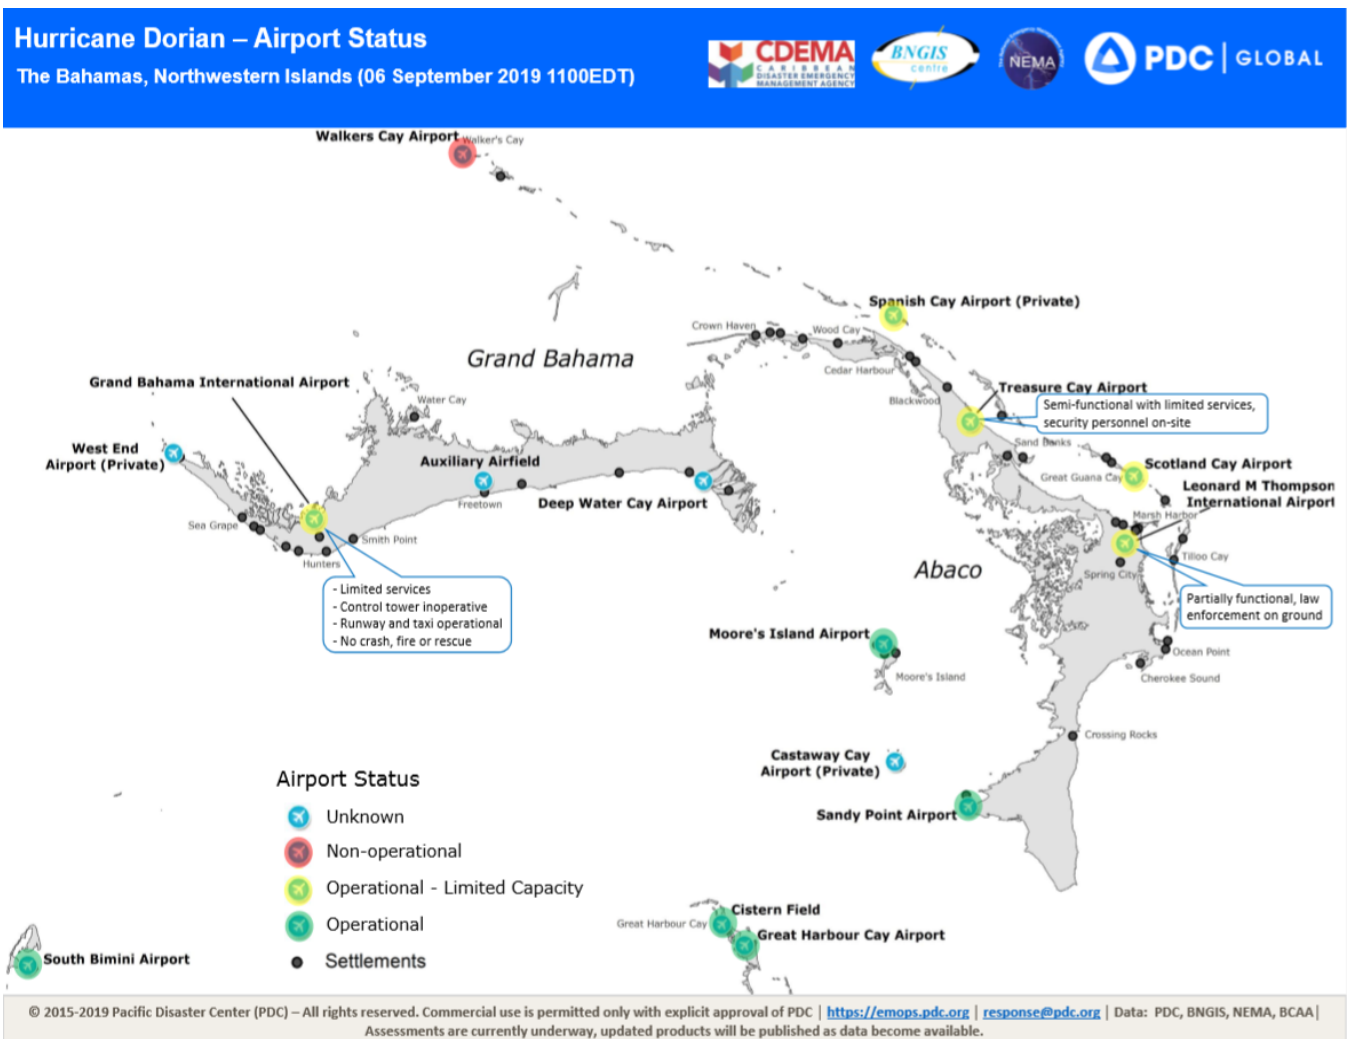 Hurricane Dorian – Airport Status
The Bahamas, Northwestern Islands (06 September 2019 1100EDT)
CDEMA
CARIBBEAN
DISASTER EMERGENCY
MANAGEMENT AGENCY
BNGIS
centre
NEMA
PDC | GLOBAL
Walkers Cay Airport
Walker's Cay
Spanish Cay Airport (Private)
Crown Haven
Wood Cay
Grand Bahama
Cedar Harbour
Grand Bahama International Airport
Treasure Cay Airport
Blackwood
Water Cay
Semi-functional with limited services,
security personnel on-site
West End
Airport (Private)
Sand Banks
Auxiliary Airfield
Scotland Cay Airport
Great Guana Cay
Leonard M Thompson
International Airport
Freetown
Deep Water Cay Airport
Marsh Harbor
Sea Grape
Smith Point
Tilloo Cay
Hunters
Abaco
Spring City
- Limited services
- Control tower inoperative
- Runway and taxi operational
- No crash, fire or rescue
Partially functional, law
enforcement on ground
Moore's Island Airport
Ocean Point
Moore's Island
Cherokee Sound
Crossing Rocks
Castaway Cay
Airport (Private)
Sandy Point Airport
Airport Status
Unknown
Non-operational
Operational - Limited Capacity
Operational
Settlements
Cistern Field
Great Harbour Cay
Great Harbour Cay Airport
South Bimini Airport
© 2015-2019 Pacific Disaster Center (PDC) – All rights reserved. Commercial use is permitted only with explicit approval of PDC | https://emops.pdc.org | response@pdc.org | Data: PDC, BNGIS, NEMA, BCAA|
Assessments are currently underway, updated products will be published as data become available.